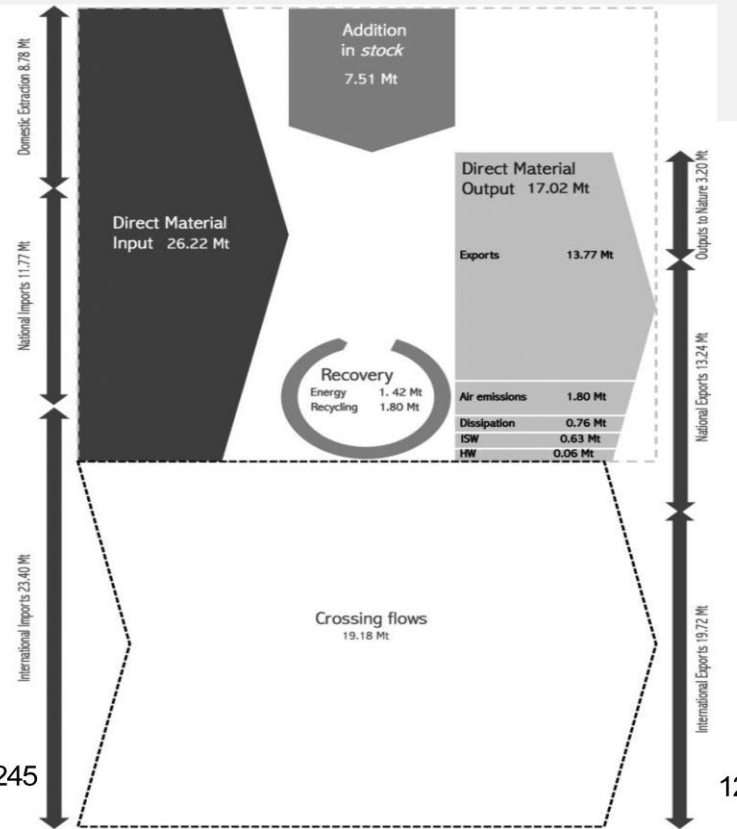 Domestic Extraction 8.78 Mt
National Imports 11.77 Mt
International Imports 23.40 Mt
245
Direct Material
Input 26.22 Mt
Addition
in stock
7.51 Mt
Recovery
Energy 1. 42 Mt
Recycling 1.80 Mt
Direct Material
Output 17.02 Mt
Exports 13.77 Mt
Air emissions 1.80 Mt
Dissipation 0.76 Mt
ISW 0.63 Mt
HW 0.06 Mt
Crossing flows
19.18 Mt
Outputs to Nature 3.20 Mt
National Exports 13.24 Mt
International Exports 19.72 Mt
12